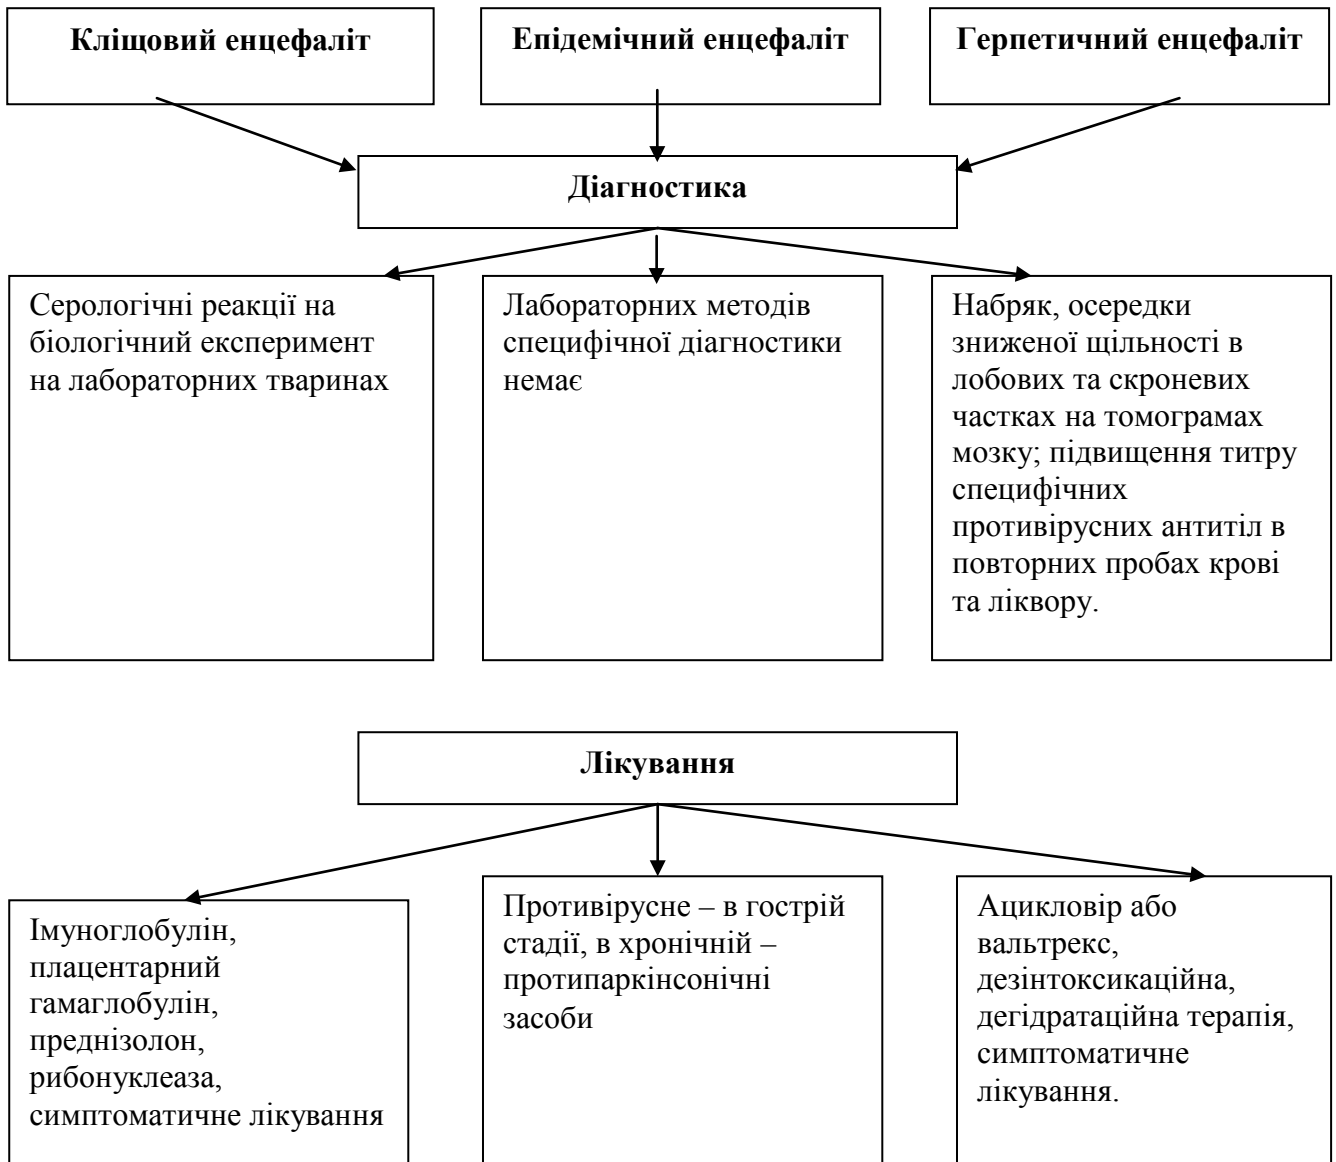 Кліщовий енцефаліт
Епідемічний енцефаліт
Герпетичний енцефаліт
Діагностика
Серологічні реакції на
біологічний експеримент
на лабораторних тваринах
Лабораторних методів
специфічної діагностики
немає
Набряк, осередки
зниженої щільності в
лобових та скроневих
частках на томограмах
мозку; підвищення титру
специфічних
противірусних антитіл в
повторних пробах крові
та ліквору.
Лікування
Імуноглобулін,
плацентарний
гамаглобулін,
преднізолон,
рибонуклеаза,
симптоматичне лікування
Противірусне – в гострій
стадії, в хронічній –
протипаркінсонічні
засоби
Ацикловір або
вальтрекс,
дезінтоксикаційна,
дегідратаційна терапія,
симптоматичне
лікування.